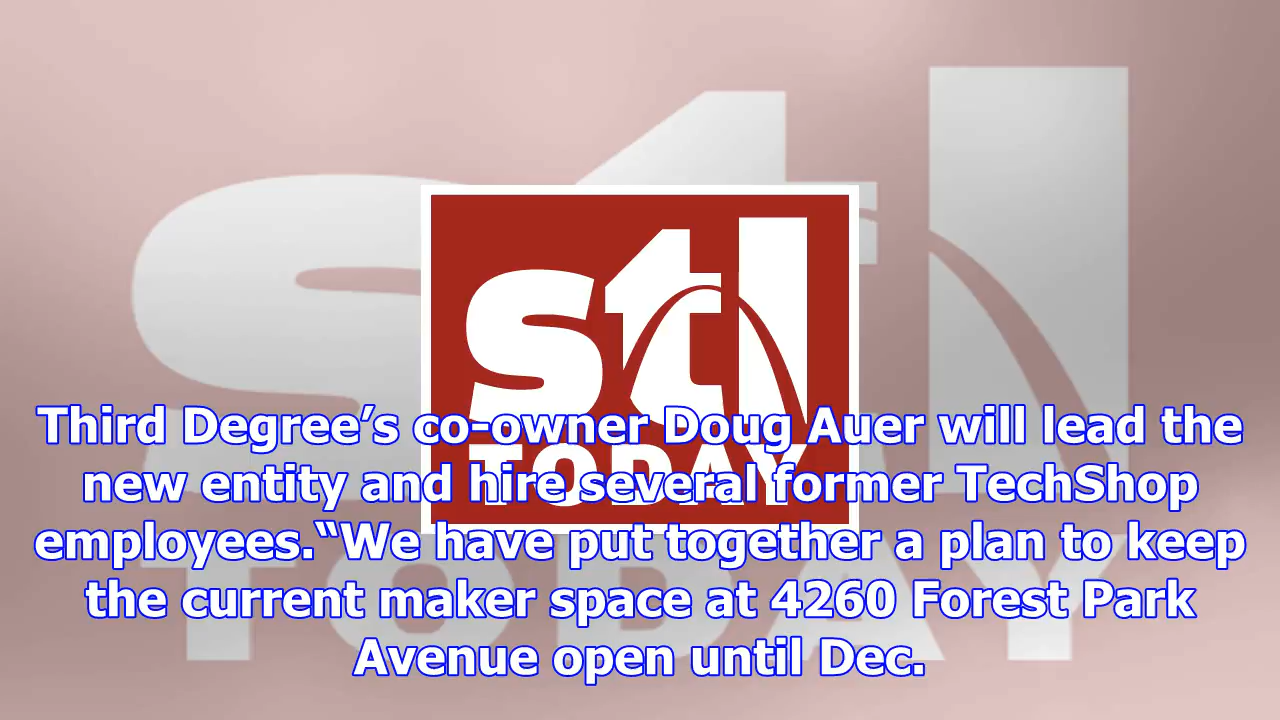 stl
TODAY
Third Degree’s co-owner Doug Auer will lead the
new entity and hire several former TechShop
employees.“We have put together a plan to keep
the current maker space at 4260 Forest Park
Avenue open until Dec.